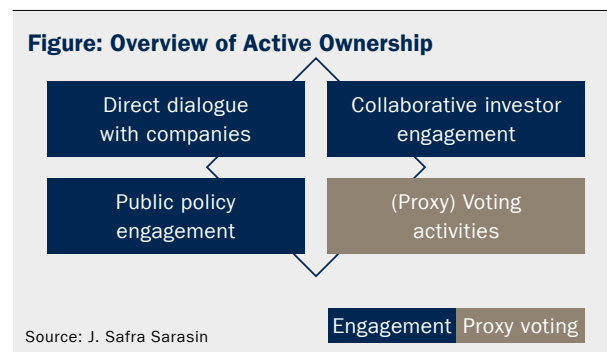 Figure: Overview of Active Ownership
Direct dialogue
with companies
Collaborative investor
engagement
Public policy
engagement
(Proxy) Voting
activities
Engagement Proxy voting
Source: J. Safra Sarasin